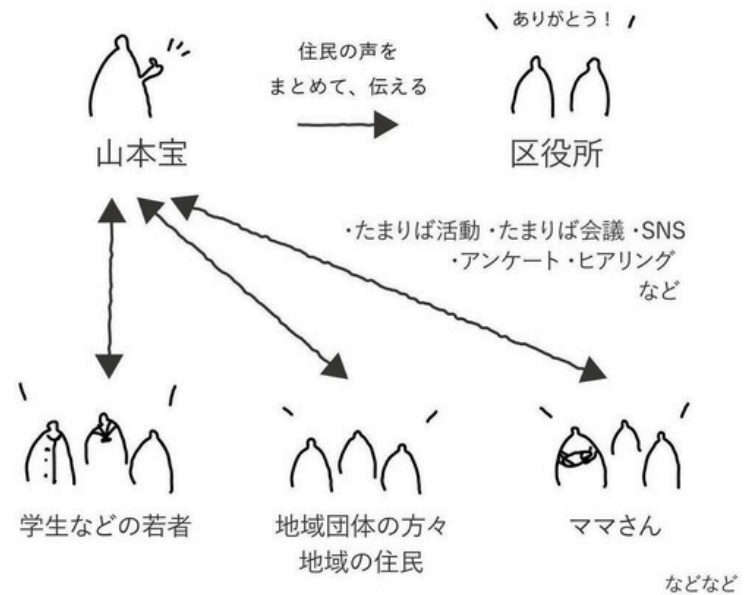 ありがとう！
住民の声を
まとめて、伝える
山本宝
区役所
・たまりば活動・たまりば会議・SNS
・アンケート・ヒアリング
など
学生などの若者
地域団体の方々
地域の住民
ママさん
などなど